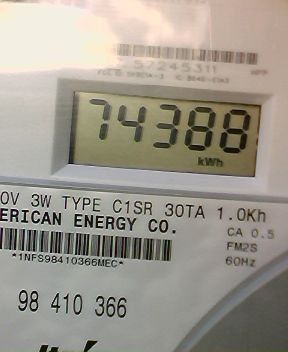 57245311
74388
kWh
0V 3W TYPE C1SR 30TA 1.0Kh
ERICAN ENERGY CO.
CA 0.5
FM2S
*1NFS98410366MEC*
60Hz
98 410 366